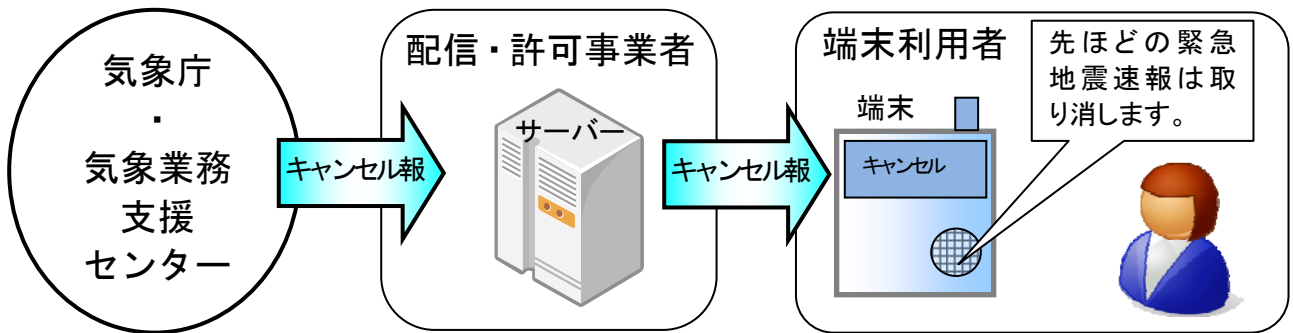 気象庁
・
気象業務
支援
センター
キャンセル報
配信・許可事業者
サーバー
キャンセル報
端末利用者
端末
キャンセル
先ほどの緊急
地震速報は取
り消します。